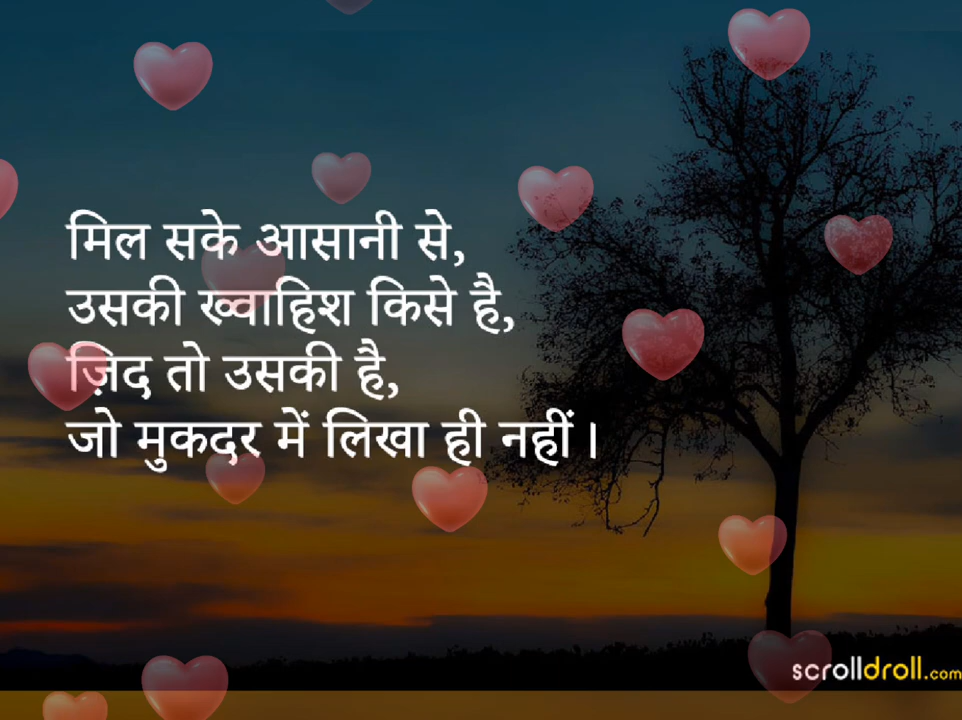 मिल सके आसानी से,
उसकी ख्वाहिश किसे है,
ज़िद तो उसकी है,
जो मुकदर में लिखा ही नहीं।
scrolldroll.com